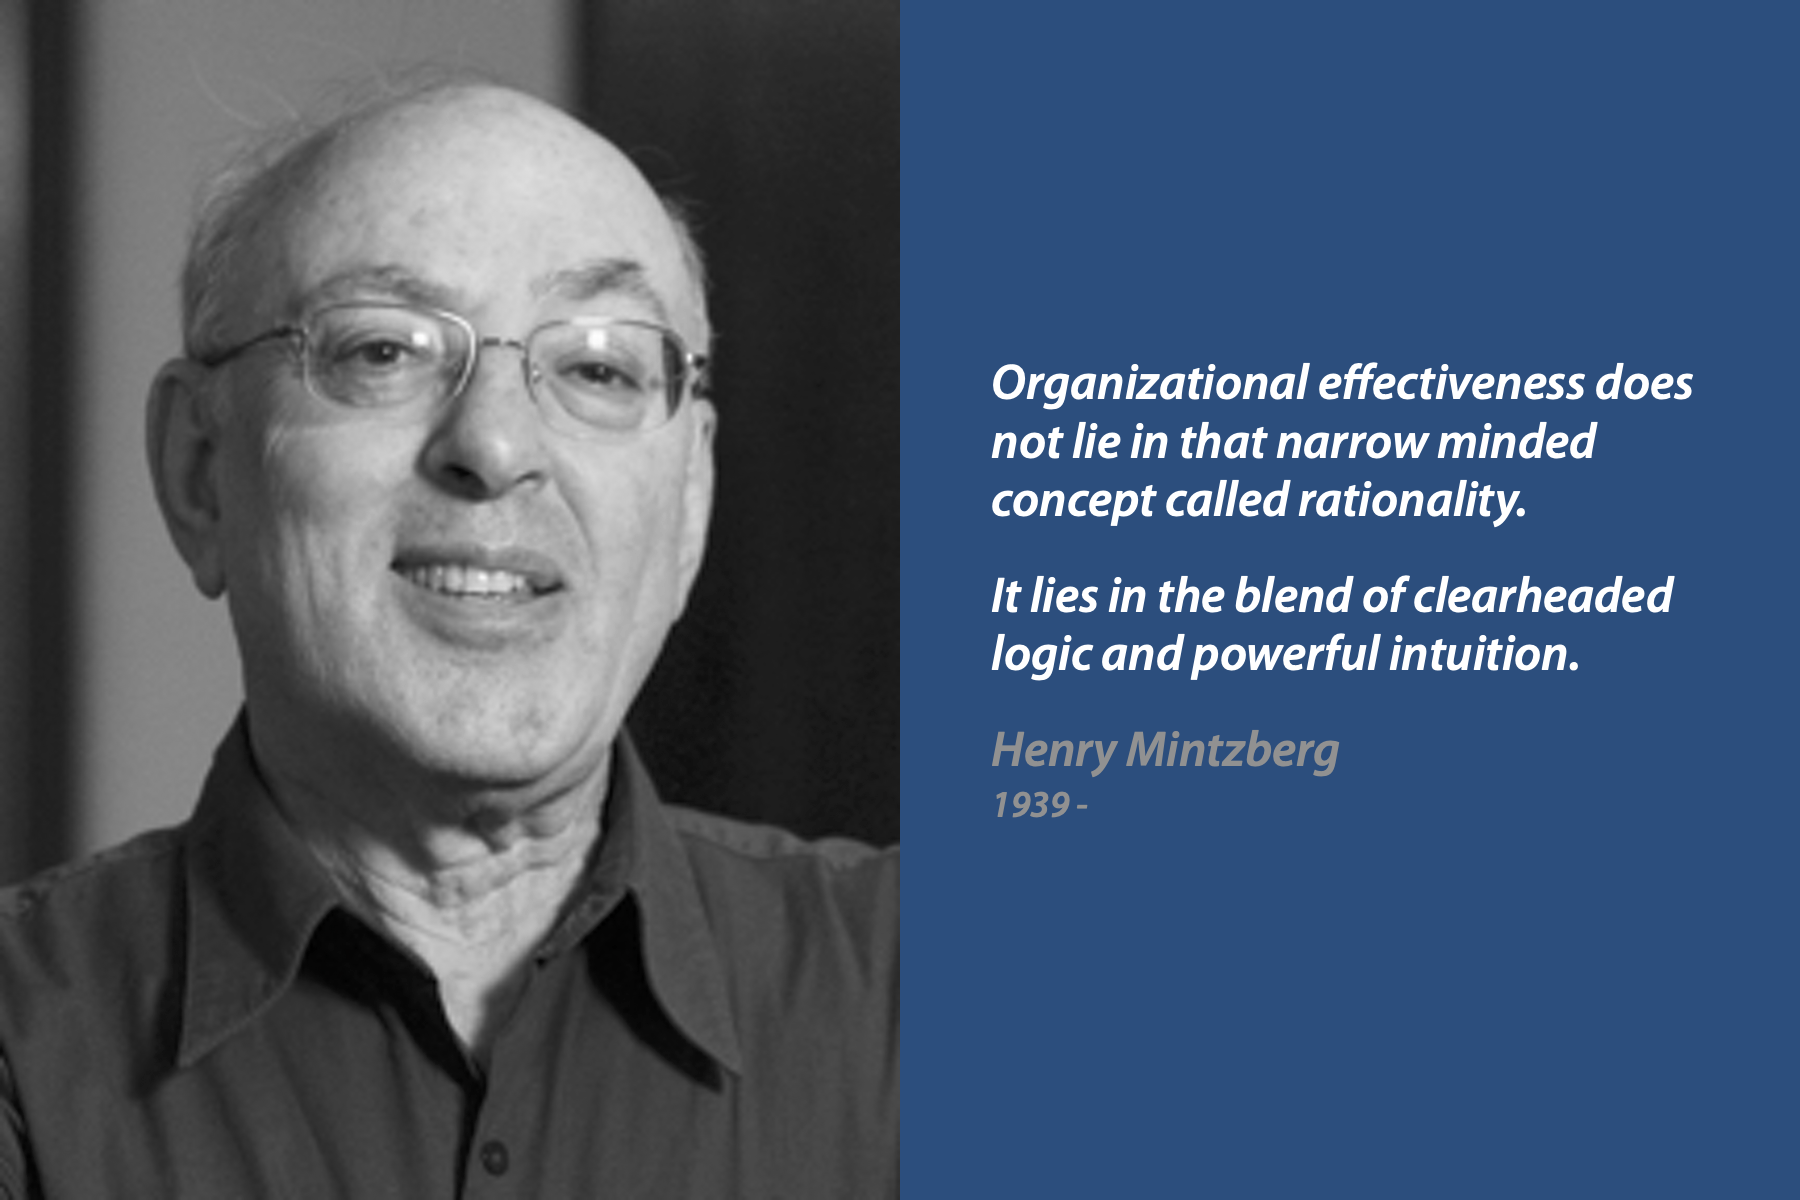 Organizational effectiveness does
not lie in that narrow minded
concept called rationality.
It lies in the blend of clearheaded
logic and powerful intuition.
Henry Mintzberg
1939 -